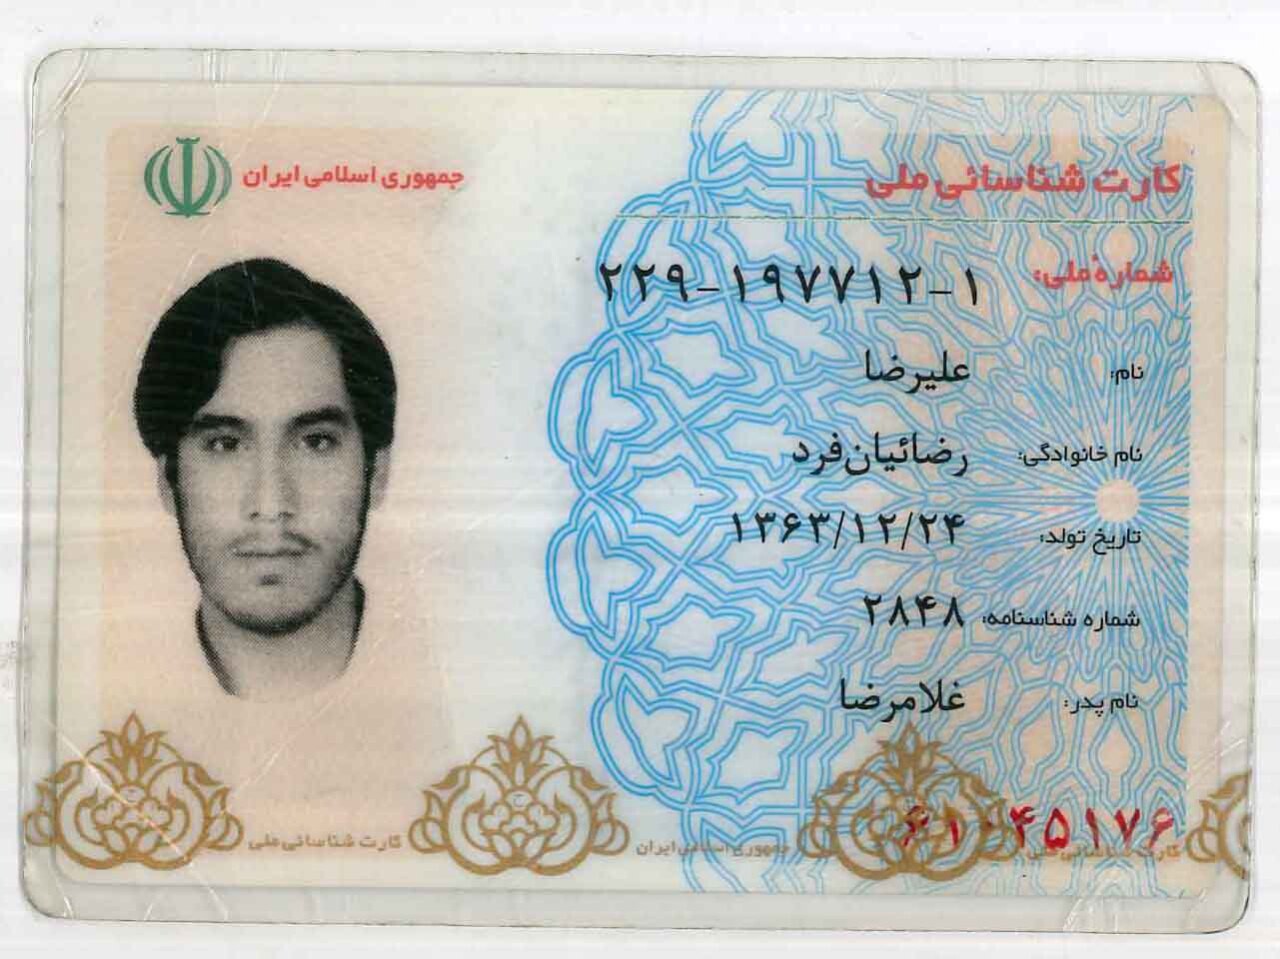 جمهوری اسلامی ایران
کارت شناسائی ملی
شمارهٔ ملی: ۲۲۹-۱۹۷۷۱۲-۱
نام: علیرضا
نام خانوادگی: رضائیان‌فرد
تاریخ تولد: ۱۳۶۳/۱۲/۲۴
شماره شناسنامه: ۲۸۴۸
نام پدر: غلامرضا
۶۱۰۴۵۱۷۶
کارت شناسائی ملی
جمهوری اسلامی ایران
کارت شناسائی ملی